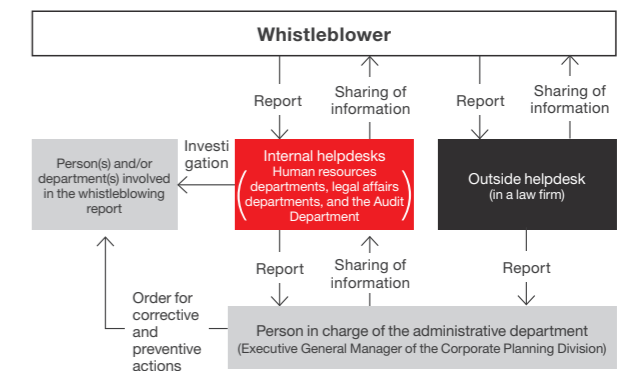 Whistleblower
Report
Sharing of
information
Report
Sharing of
information
Person(s) and/or
department(s) involved
in the whistleblowing
report
Investi
gation
Internal helpdesks
(Human resources
departments, legal affairs
departments, and the Audit
Department)
Outside helpdesk
(in a law firm)
Report
Sharing of
information
Report
Order for
corrective
and
preventive
actions
Person in charge of the administrative department
(Executive General Manager of the Corporate Planning Division)